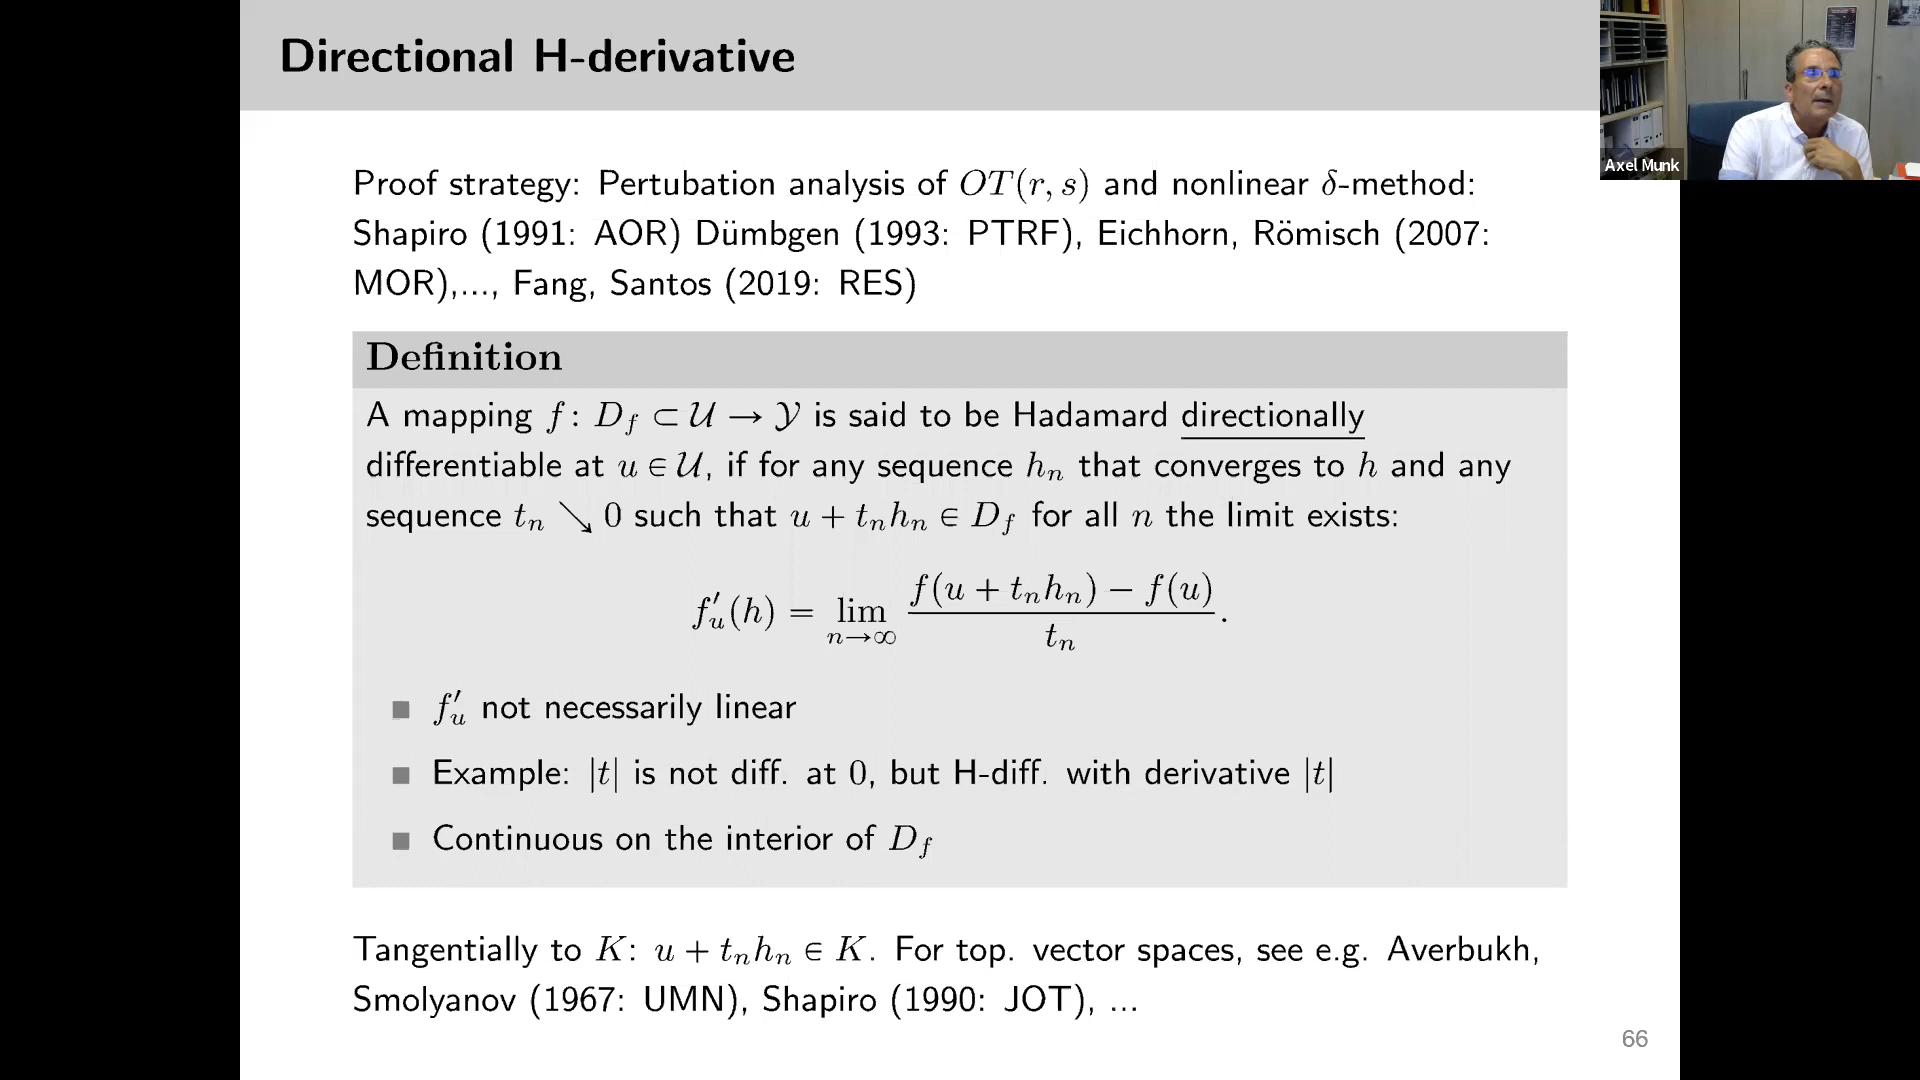 Directional H-derivative
Axel Munk
Proof strategy: Pertubation analysis of OT(r, s) and nonlinear δ-method:
Shapiro (1991: AOR) Dümbgen (1993: PTRF), Eichhorn, Römisch (2007:
MOR),..., Fang, Santos (2019: RES)
Definition
A mapping f : D_f ⊂ 𝒰 → 𝒴 is said to be Hadamard directionally
differentiable at u ∈ 𝒰, if for any sequence h_n that converges to h and any
sequence t_n ↘ 0 such that u + t_n h_n ∈ D_f for all n the limit exists:
f′_u(h) = lim_{n→∞} (f(u + t_n h_n) − f(u)) / t_n.
■ f′_u not necessarily linear
■ Example: |t| is not diff. at 0, but H-diff. with derivative |t|
■ Continuous on the interior of D_f
Tangentially to K: u + t_n h_n ∈ K. For top. vector spaces, see e.g. Averbukh,
Smolyanov (1967: UMN), Shapiro (1990: JOT), ...
66